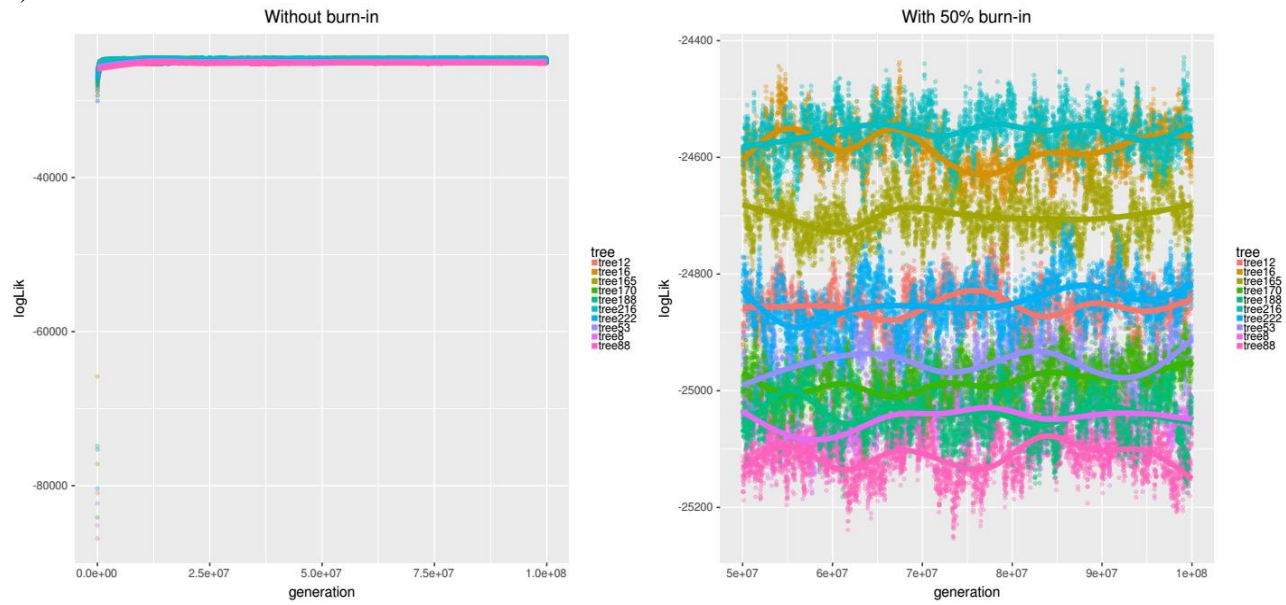 )
Without burn-in
logLik
-40000
-60000
-80000
0.0e+00
2.5e+07
5.0e+07
7.5e+07
1.0e+08
generation
tree
tree12
tree16
tree165
tree170
tree188
tree216
tree222
tree53
tree8
tree88
With 50% burn-in
logLik
-24400
-24600
-24800
-25000
-25200
5e+07
6e+07
7e+07
8e+07
9e+07
1e+08
generation
tree
tree12
tree16
tree165
tree170
tree188
tree216
tree222
tree53
tree8
tree88